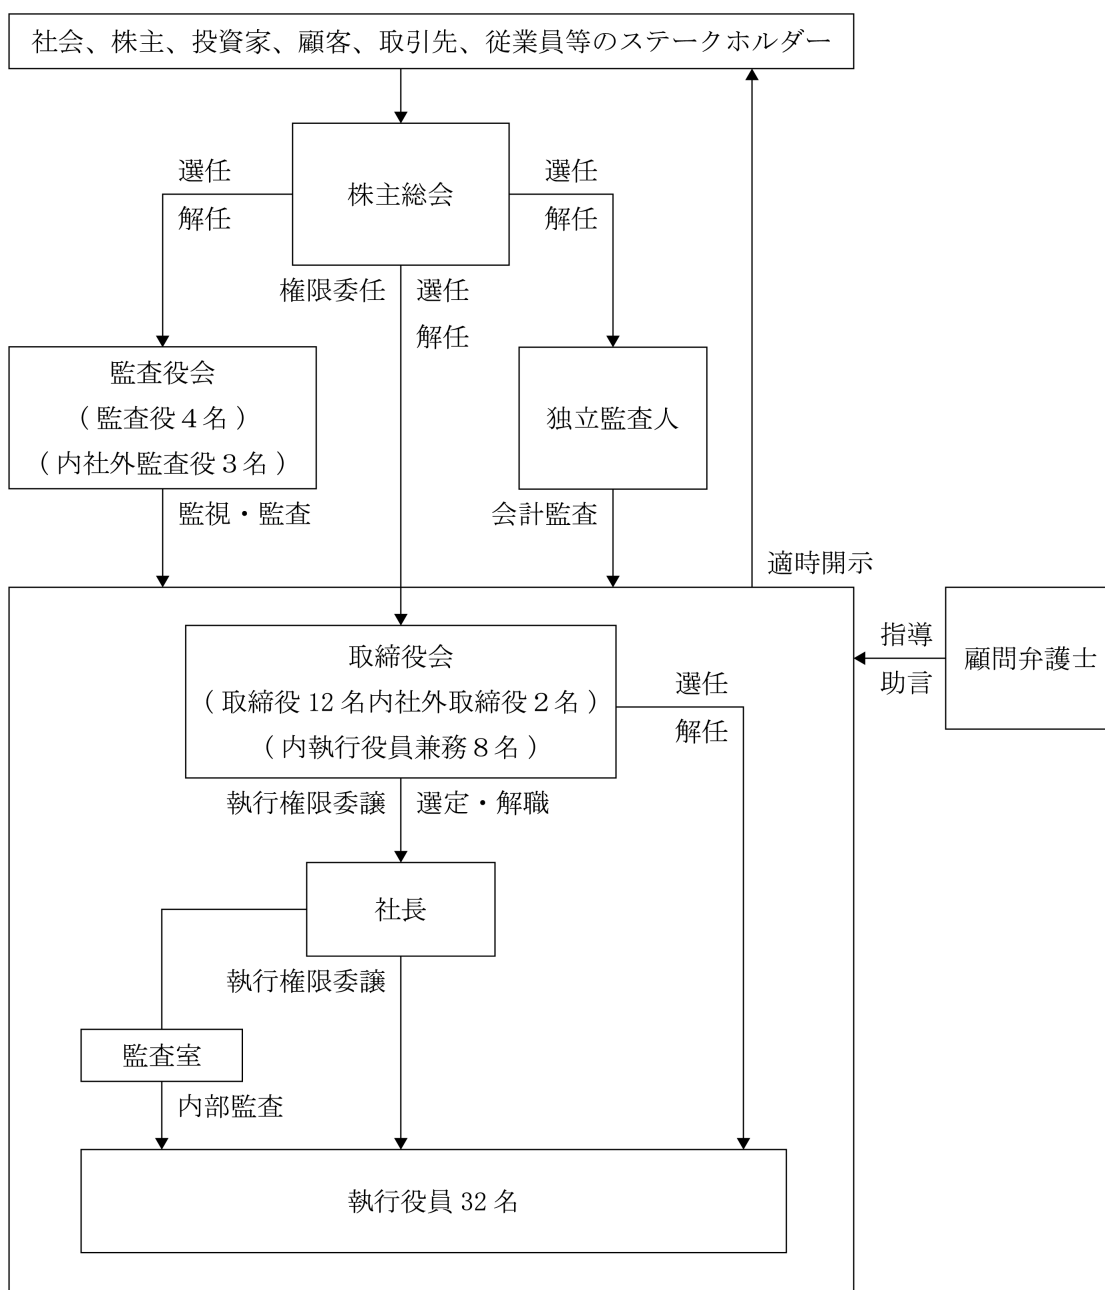 社会、株主、投資家、顧客、取引先、従業員等のステークホルダー
株主総会
選任
解任
選任
解任
権限委任
選任
解任
監査役会
(監査役4名)
(内社外監査役3名)
独立監査人
監視・監査
会計監査
適時開示
取締役会
(取締役12名内社外取締役2名)
(内執行役員兼務8名)
選任
解任
指導
助言
顧問弁護士
執行権限委譲
選定・解職
社長
執行権限委譲
監査室
内部監査
執行役員32名